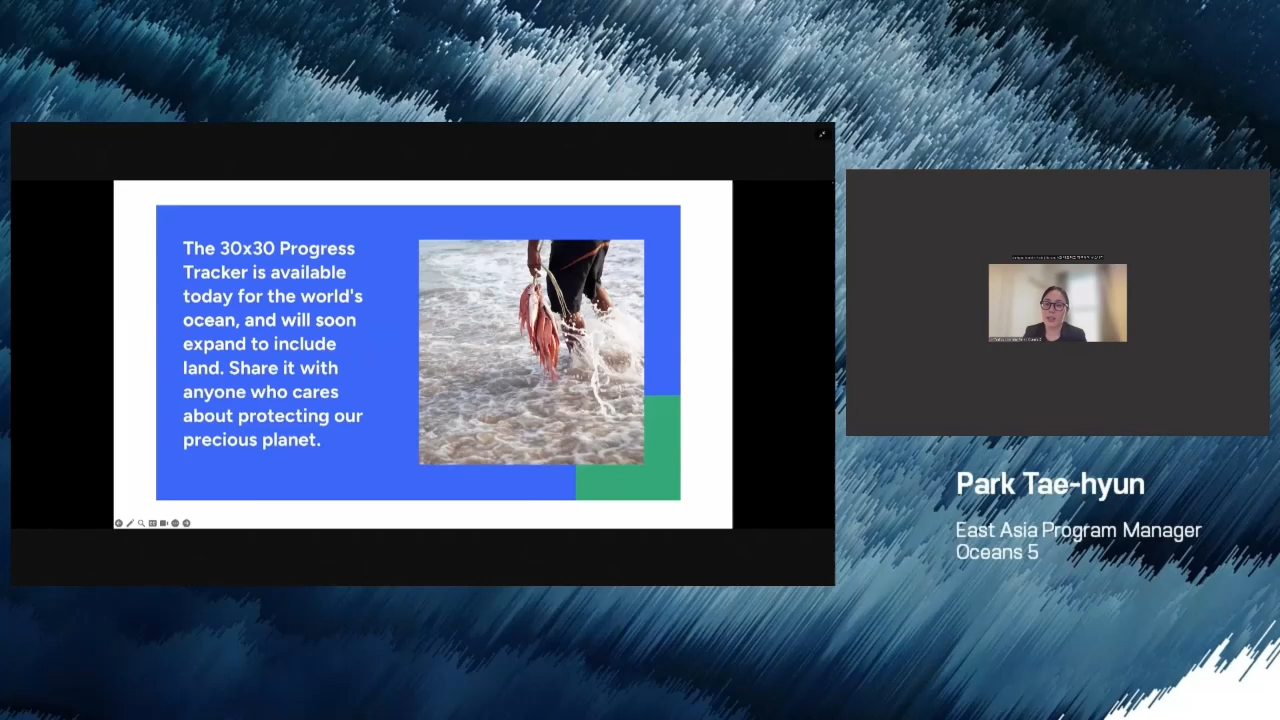 The 30x30 Progress
Tracker is available
today for the world's
ocean, and will soon
expand to include
land. Share it with
anyone who cares
about protecting our
precious planet.
Park Tae-hyun
East Asia Program Manager
Oceans 5